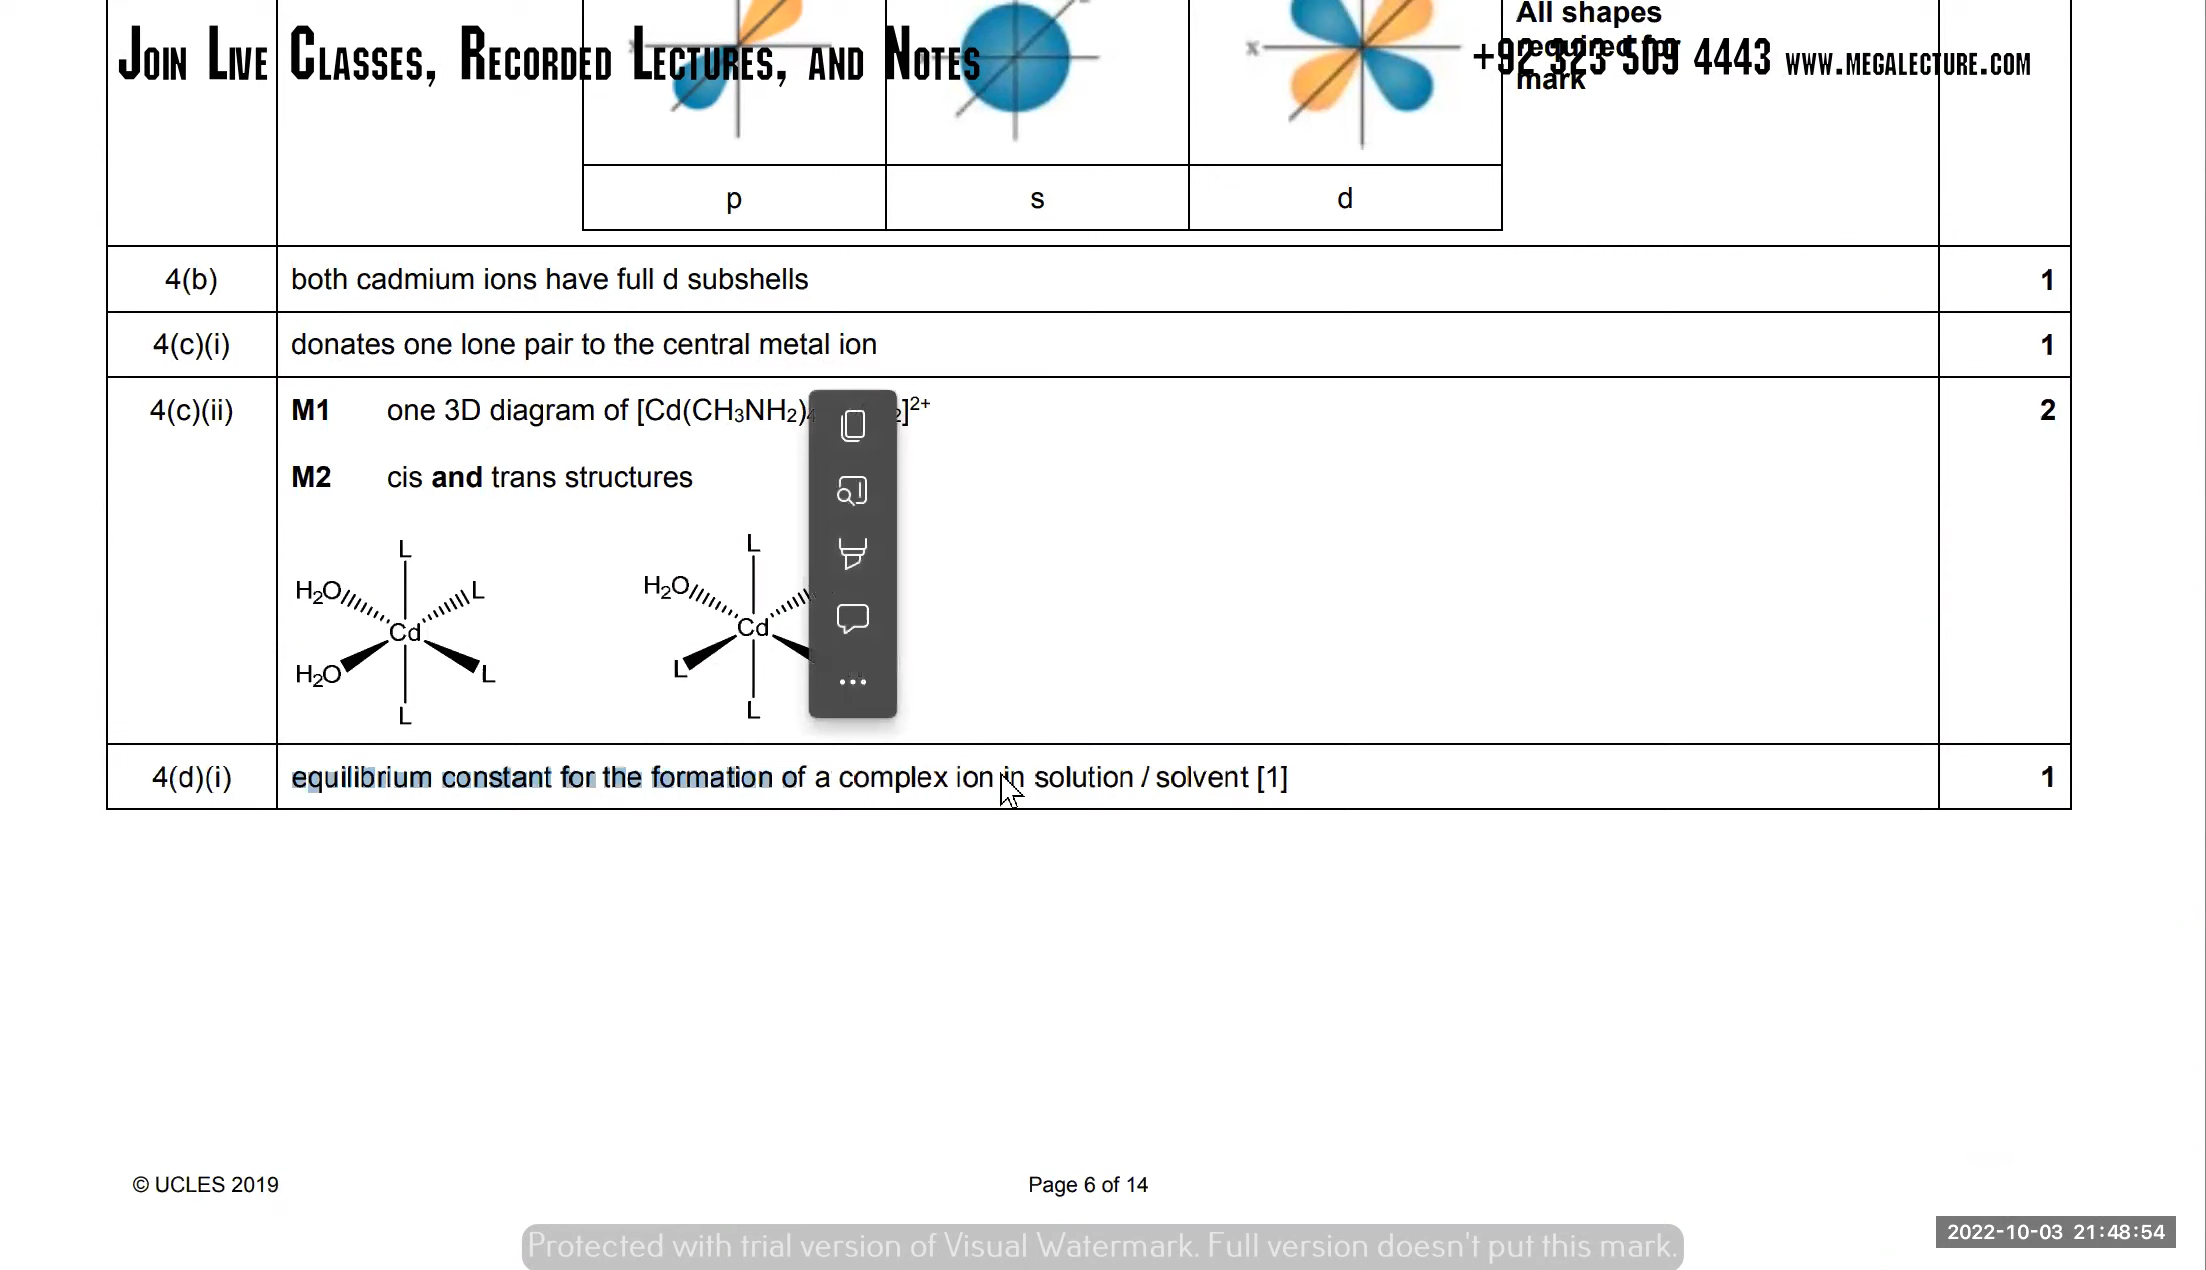 All shapes
required for
mark
JOIN LIVE CLASSES, RECORDED LECTURES, AND NOTES +92 323 509 4443 WWW.MEGALECTURE.COM
x x
p s d
4(b) both cadmium ions have full d subshells 1
4(c)(i) donates one lone pair to the central metal ion 1
4(c)(ii) M1 one 3D diagram of [Cd(CH₃NH₂)₄ ₂]²⁺ 2
M2 cis and trans structures
L L
H₂O L H₂O
Cd Cd
H₂O L L
L L
4(d)(i) equilibrium constant for the formation of a complex ion in solution / solvent [1] 1
© UCLES 2019 Page 6 of 14
Protected with trial version of Visual Watermark. Full version doesn't put this mark.
2022-10-03 21:48:54